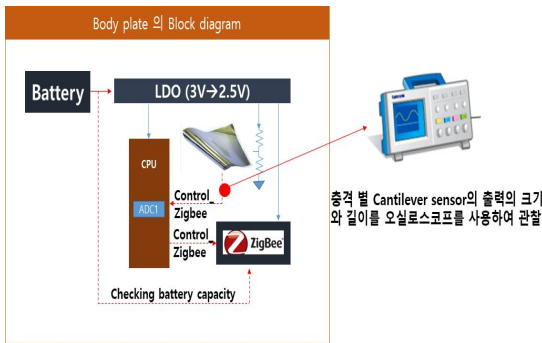 Body plate 의 Block diagram
Battery
LDO (3V→2.5V)
CPU
ADC1
Control_
Zigbee
Control_
Zigbee
ZigBee
Checking battery capacity
충격 별 Cantilever sensor의 출력의 크기
와 길이를 오실로스코프를 사용하여 관찰